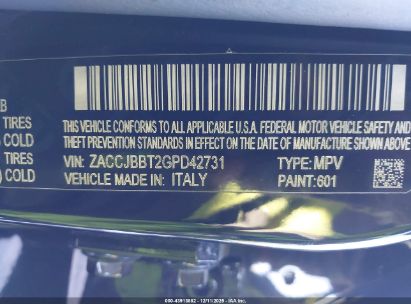 B
TIRES
COLD
TIRES
COLD
THIS VEHICLE CONFORMS TO ALL APPLICABLE U.S.A. FEDERAL MOTOR VEHICLE SAFETY AND
THEFT PREVENTION STANDARDS IN EFFECT ON THE DATE OF MANUFACTURE SHOWN ABOVE
VIN: ZACCJBBT2GPD42731 TYPE: MPV
VEHICLE MADE IN: ITALY PAINT: 601